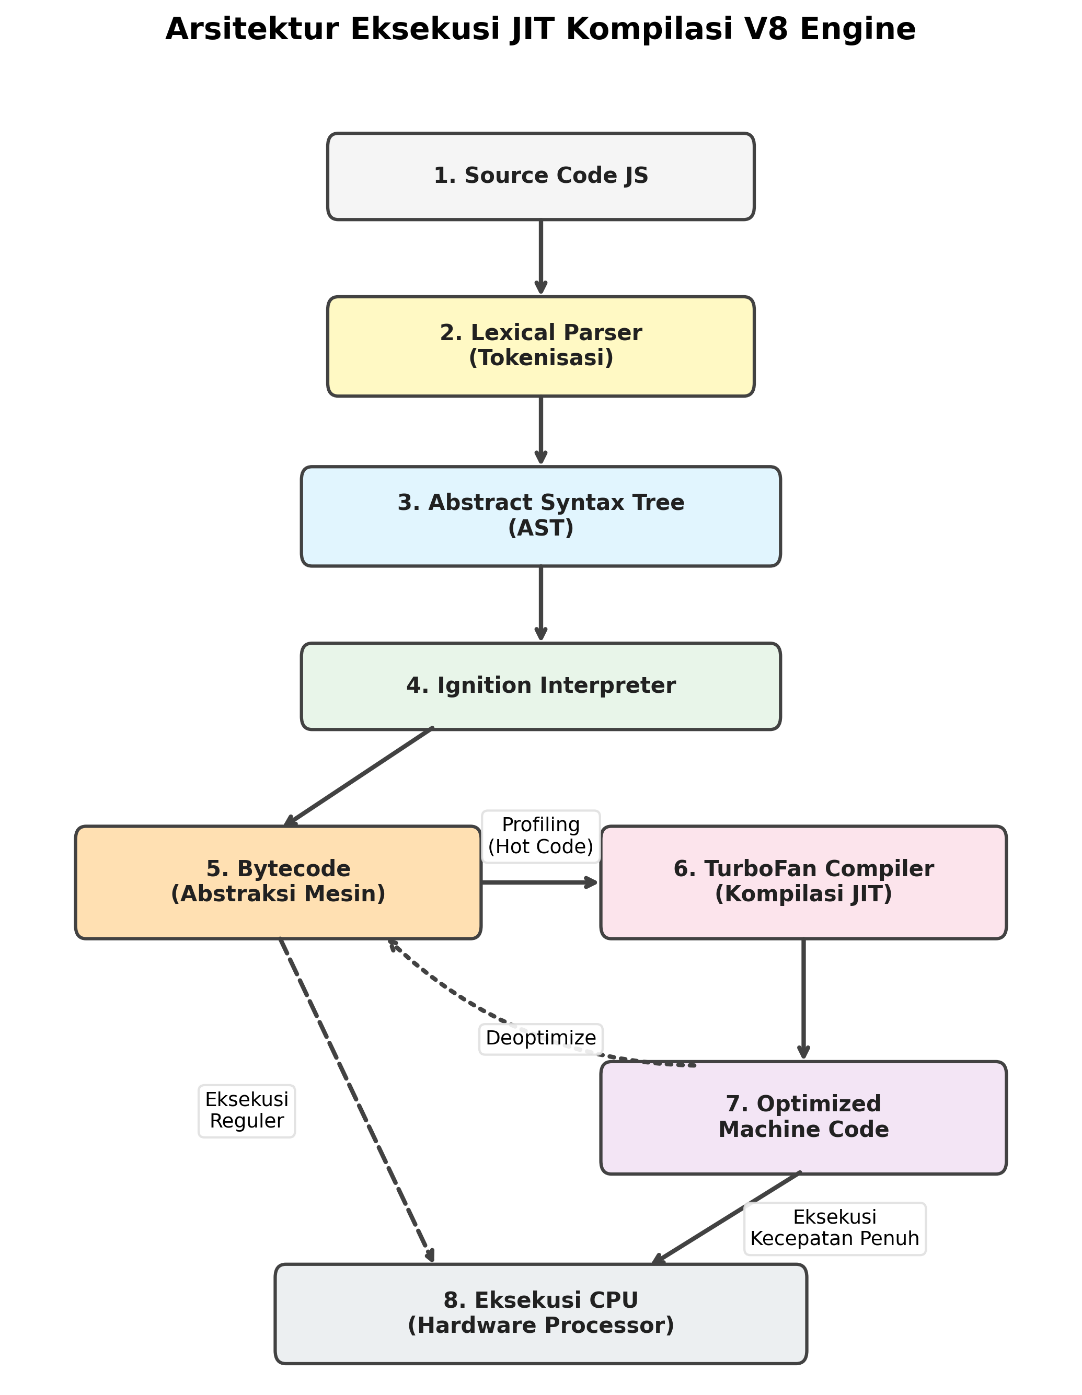 Arsitektur Eksekusi JIT Kompilasi V8 Engine
1. Source Code JS
2. Lexical Parser
(Tokenisasi)
3. Abstract Syntax Tree
(AST)
4. Ignition Interpreter
Profiling
(Hot Code)
5. Bytecode
(Abstraksi Mesin)
6. TurboFan Compiler
(Kompilasi JIT)
Deoptimize
Eksekusi
Reguler
7. Optimized
Machine Code
Eksekusi
Kecepatan Penuh
8. Eksekusi CPU
(Hardware Processor)